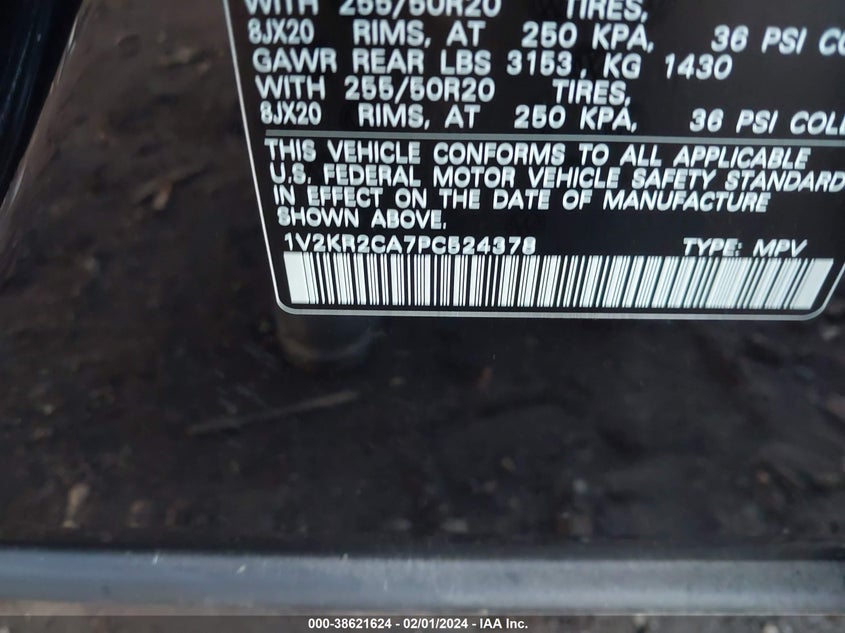 WITH 255/50R20 TIRES,
8JX20 RIMS, AT 250 KPA, 36 PSI CO
GAWR REAR LBS 3153, KG 1430
WITH 255/50R20 TIRES,
8JX20 RIMS, AT 250 KPA, 36 PSI COL
THIS VEHICLE CONFORMS TO ALL APPLICABLE
U.S. FEDERAL MOTOR VEHICLE SAFETY STANDARD
IN EFFECT ON THE DATE OF MANUFACTURE
SHOWN ABOVE.
1V2KR2CA7PC524378 TYPE: MPV
000-38621624 - 02/01/2024 - IAA Inc.